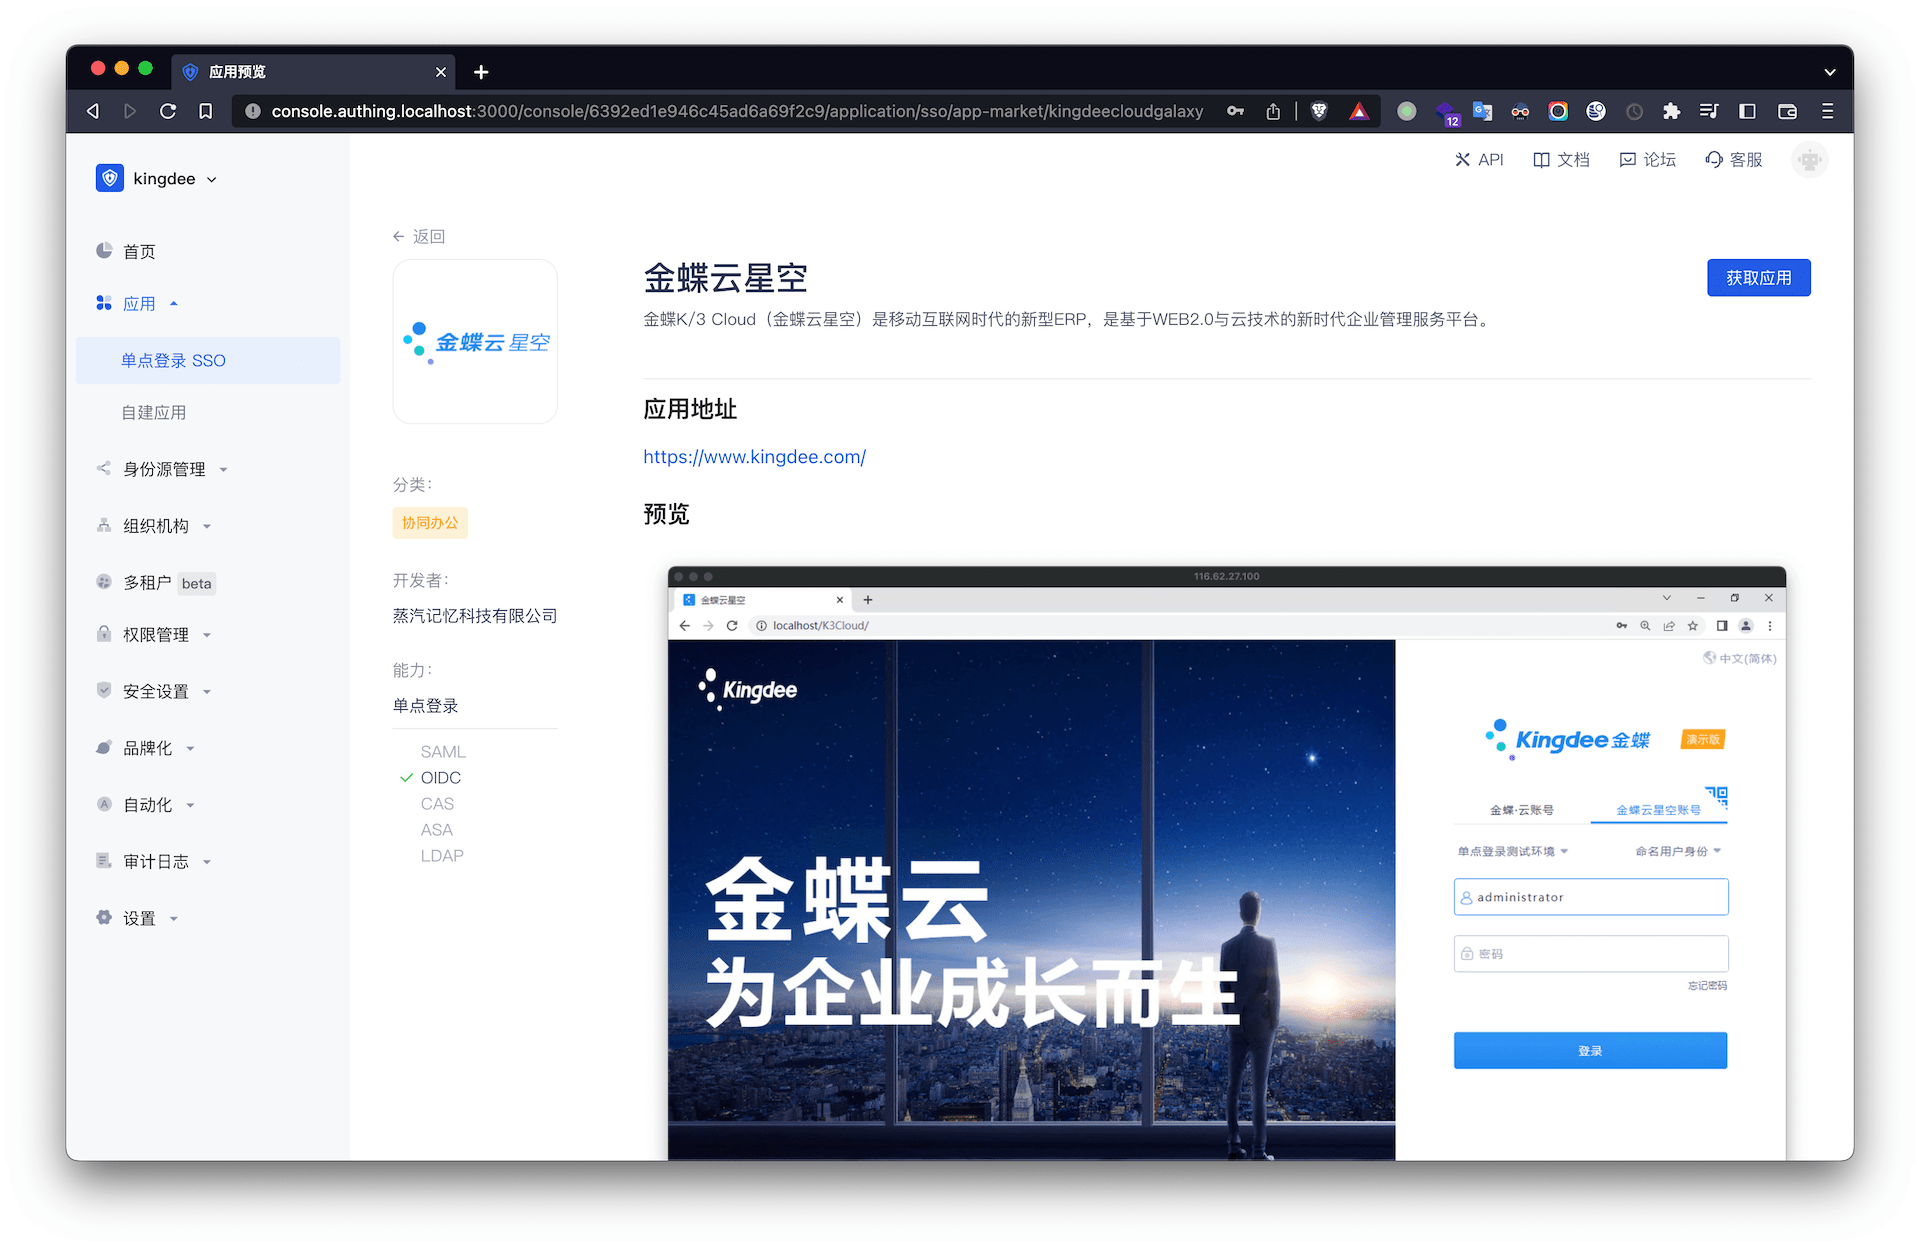 应用预览
console.authing.localhost:3000/console/6392ed1e946c45ad6a69f2c9/application/sso/app-market/kingdeecloudgalaxy
12
kingdee
API
文档
论坛
客服
首页
应用
单点登录 SSO
自建应用
身份源管理
组织机构
多租户 beta
权限管理
安全设置
品牌化
自动化
审计日志
设置
← 返回
金蝶云 星空
分类：
协同办公
开发者：
蒸汽记忆科技有限公司
能力：
单点登录
SAML
OIDC
CAS
ASA
LDAP
金蝶云星空
获取应用
金蝶K/3 Cloud（金蝶云星空）是移动互联网时代的新型ERP，是基于WEB2.0与云技术的新时代企业管理服务平台。
应用地址
https://www.kingdee.com/
预览
116.62.27.100
金蝶云星空
localhost/K3Cloud/
Kingdee
金蝶云
为企业成长而生
中文(简体)
Kingdee金蝶
演示版
金蝶·云账号
金蝶云星空账号
单点登录测试环境
命名用户身份
administrator
密码
忘记密码
登录